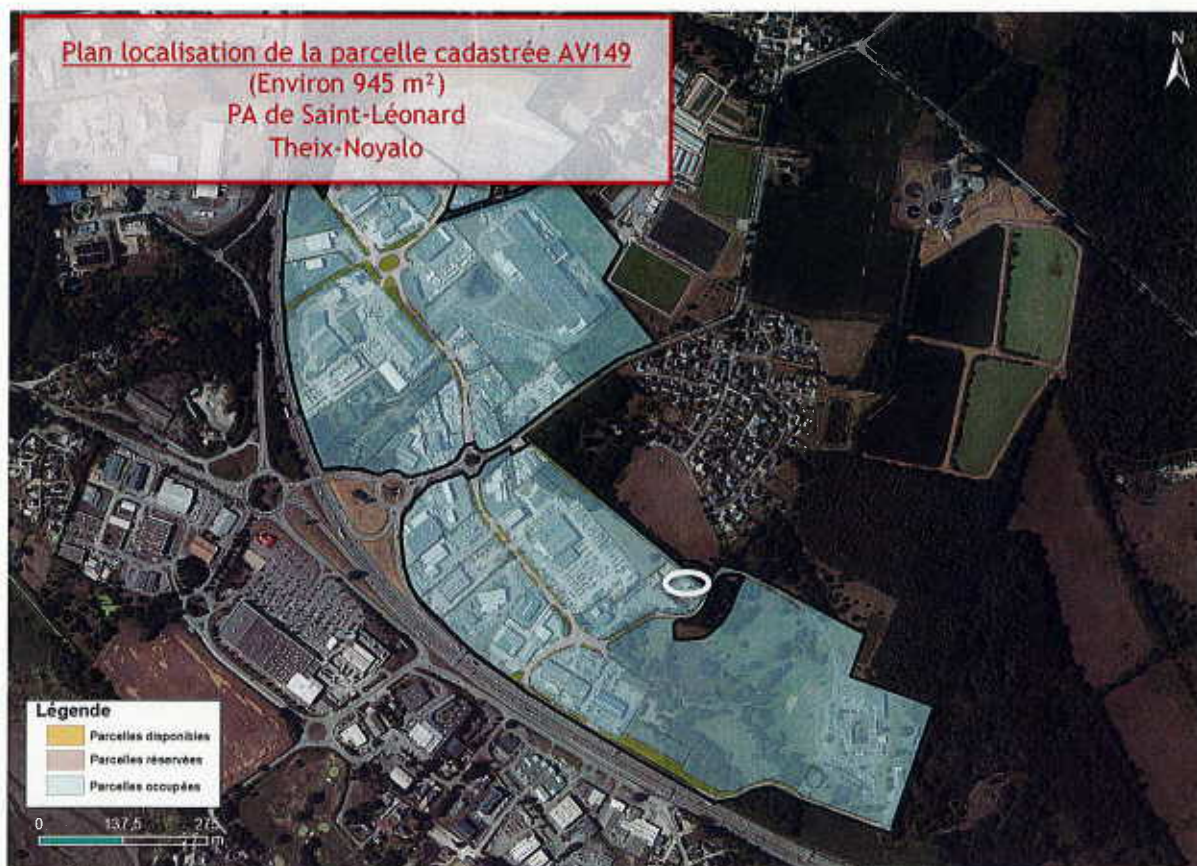 Plan localisation de la parcelle cadastrée AV149
(Environ 945 m²)
PA de Saint-Léonard
Theix-Noyalo
N
Légende
Parcelles disponibles
Parcelles réservées
Parcelles occupées
0 137,5 275
m